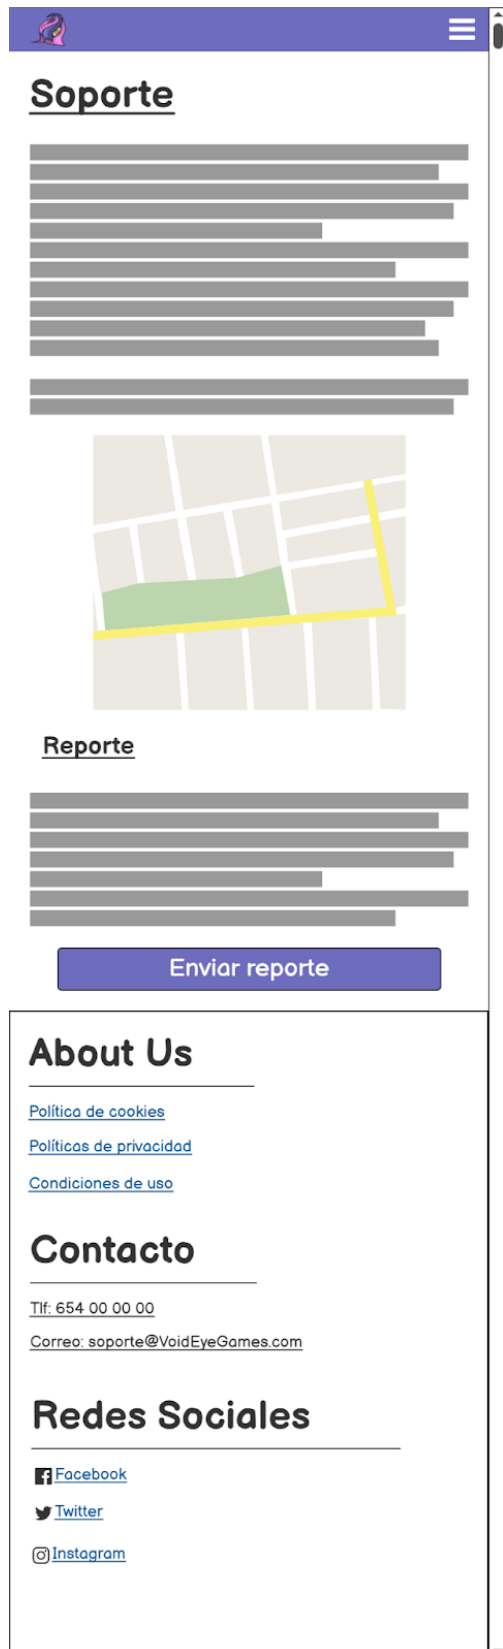 Soporte
Reporte
Enviar reporte
About Us
Política de cookies
Políticas de privacidad
Condiciones de uso
Contacto
Tlf: 654 00 00 00
Correo: soporte@VoidEyeGames.com
Redes Sociales
Facebook
Twitter
Instagram